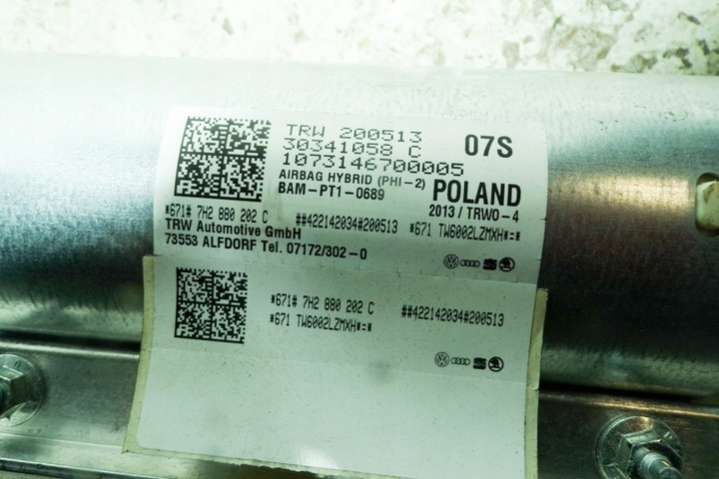 TRW 200513
30341058 C
1073146700005
07S
AIRBAG HYBRID (PHI-2)
BAM-PT1-0689
POLAND
2013 / TRWO-4
*671# 7H2 880 202 C
##422142034#200513
*671 TW6002LZMXH*=*
TRW Automotive GmbH
73553 ALFDORF Tel. 07172/302-0
*671# 7H2 880 202 C
##422142034#200513
*671 TW6002LZMXH*=*